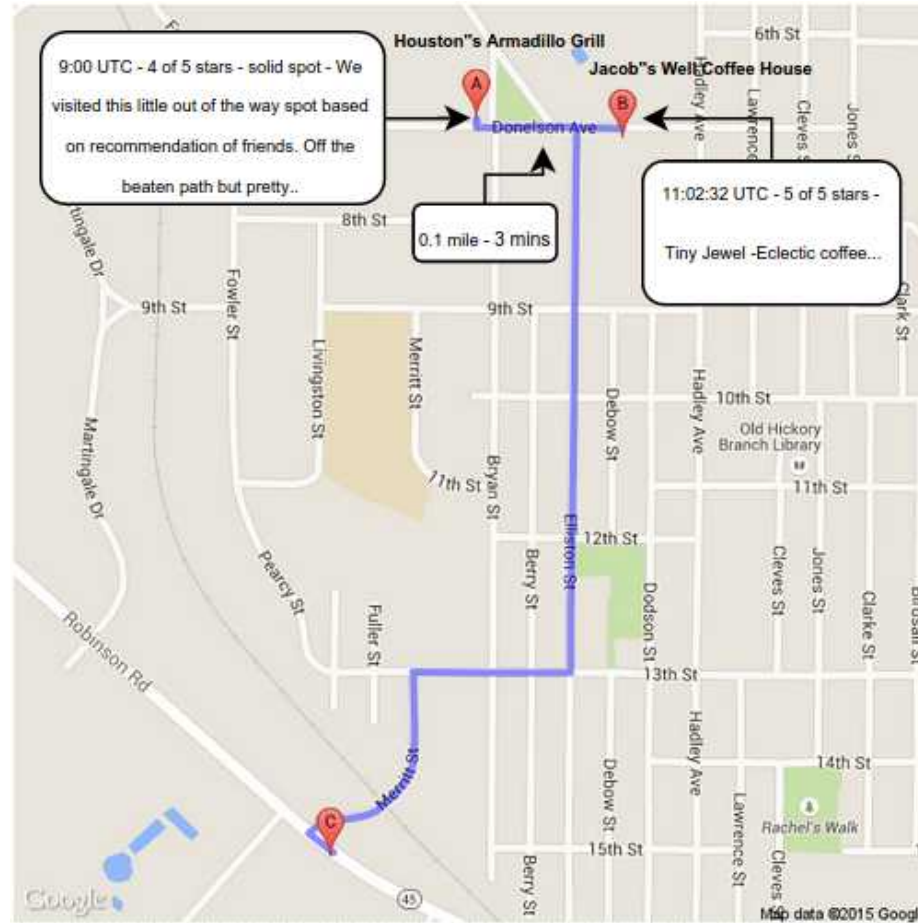 6th St
Houston"s Armadillo Grill
Jacob"s Well Coffee House
9:00 UTC - 4 of 5 stars - solid spot - We
visited this little out of the way spot based
on recommendation of friends. Off the
beaten path but pretty..
A
B
Donelson Ave
Hadley Ave
Lawrence
Cleves St
Jones St
11:02:32 UTC - 5 of 5 stars -
Tiny Jewel -Eclectic coffee...
0.1 mile - 3 mins
8th St
9th St
9th St
Fowler St
Livingston St
Merritt St
Martingale Dr
Clark St
Debow St
Hadley Ave
10th St
Old Hickory
Branch Library
11th St
11th St
Bryan St
Elliston St
12th St
Berry St
Dodson St
Cleves St
Jones St
Clarke St
Pearcy St
Fuller St
Robinson Rd
13th St
Merritt St
Hadley Ave
Debow St
14th St
Lawrence St
Rachel's Walk
C
15th St
Cleves St
Berry St
45
Google
Map data ©2015 Googl